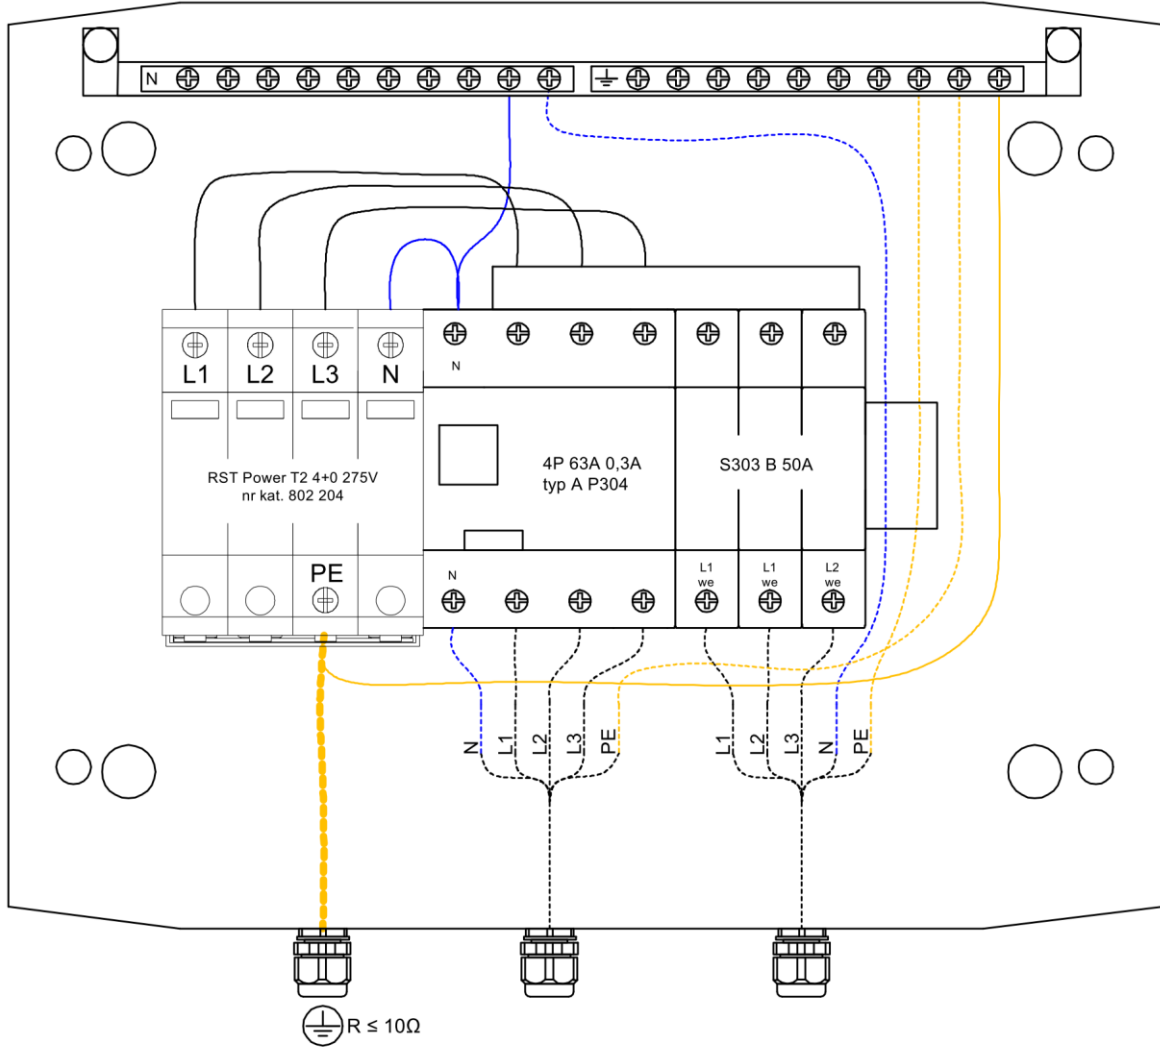 N
L1 L2 L3 N
N
RST Power T2 4+0 275V
nr kat. 802 204
4P 63A 0,3A
typ A P304
S303 B 50A
PE
N
L1
we
L1
we
L2
we
N L1 L2 L3 PE
L1 L2 L3 N PE
R ≤ 10Ω